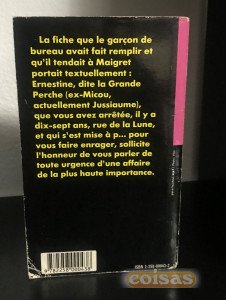 La fiche que le garçon de
bureau avait fait remplir et
qu'il tendait à Maigret
portait textuellement :
Ernestine, dite la Grande
Perche (ex-Micou,
actuellement Jussiaume),
que vous avez arrêtée, il y a
dix-sept ans, rue de la Lune,
et qui s'est mise à p... pour
vous faire enrager, sollicite
l'honneur de vous parler de
toute urgence d'une affaire
de la plus haute importance.
coisas